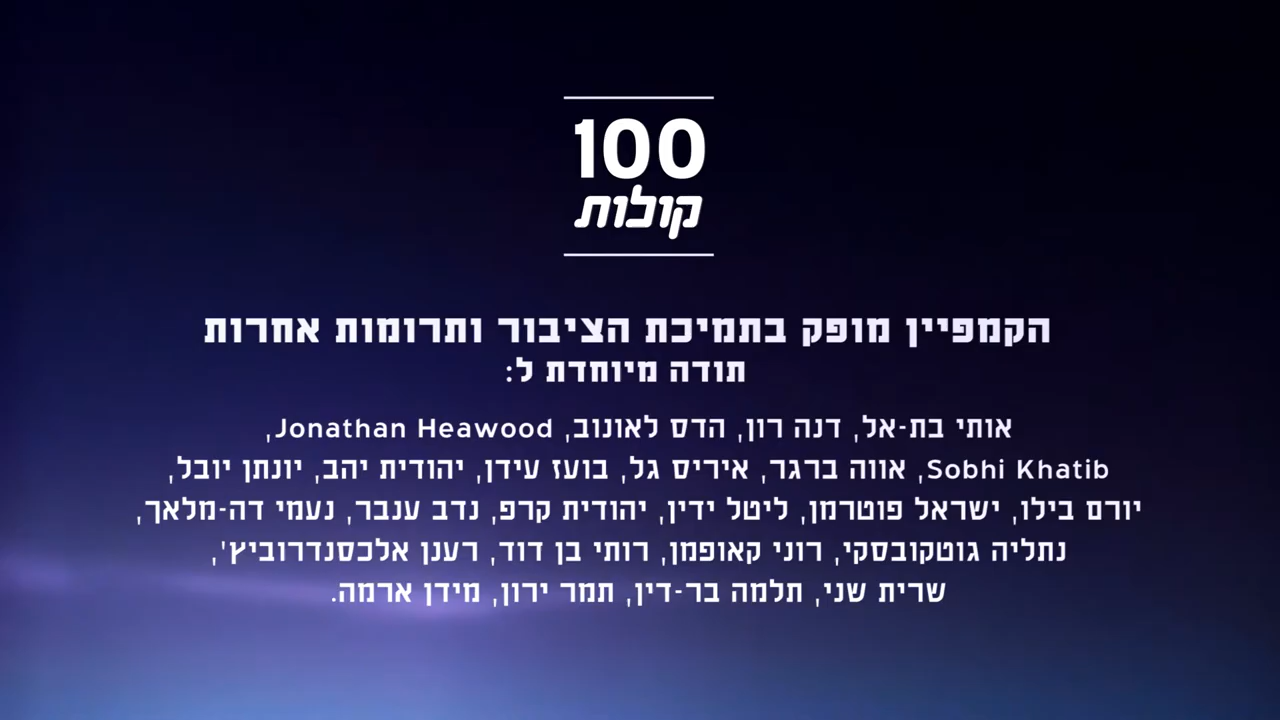 100
קולות
הקמפיין מופק בתמיכת הציבור ותרומות אחרות
תודה מיוחדת ל:
אותי בת-אל, דנה רון, הדס לאונוב, Jonathan Heawood,
Sobhi Khatib, אווה ברגר, איריס גל, בועז עידן, יהודית יהב, יונתן יובל,
יורם בילו, ישראל פוטרמן, ליטל ידין, יהודית קרפ, נדב ענבר, נעמי דה-מלאך,
נתליה גוטקובסקי, רוני קאופמן, רותי בן דוד, רענן אלכסנדרוביץ',
שרית שני, תלמה בר-דין, תמר ירון, מידן ארמה.